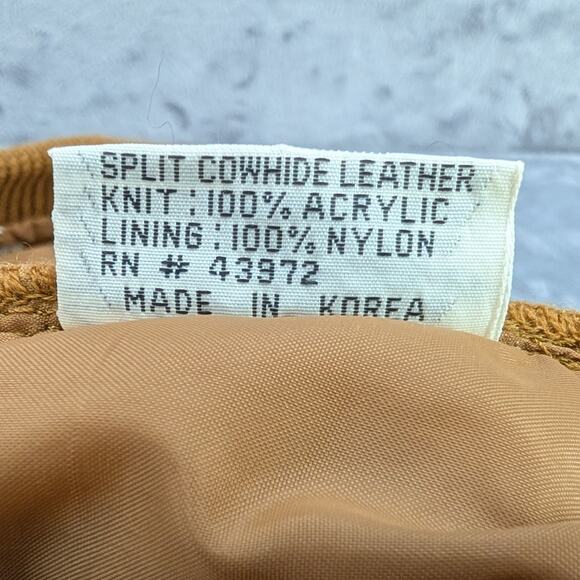 SPLIT COWHIDE LEATHER
KNIT : 100% ACRYLIC
LINING : 100% NYLON
RN # 43972
MADE IN KOREA